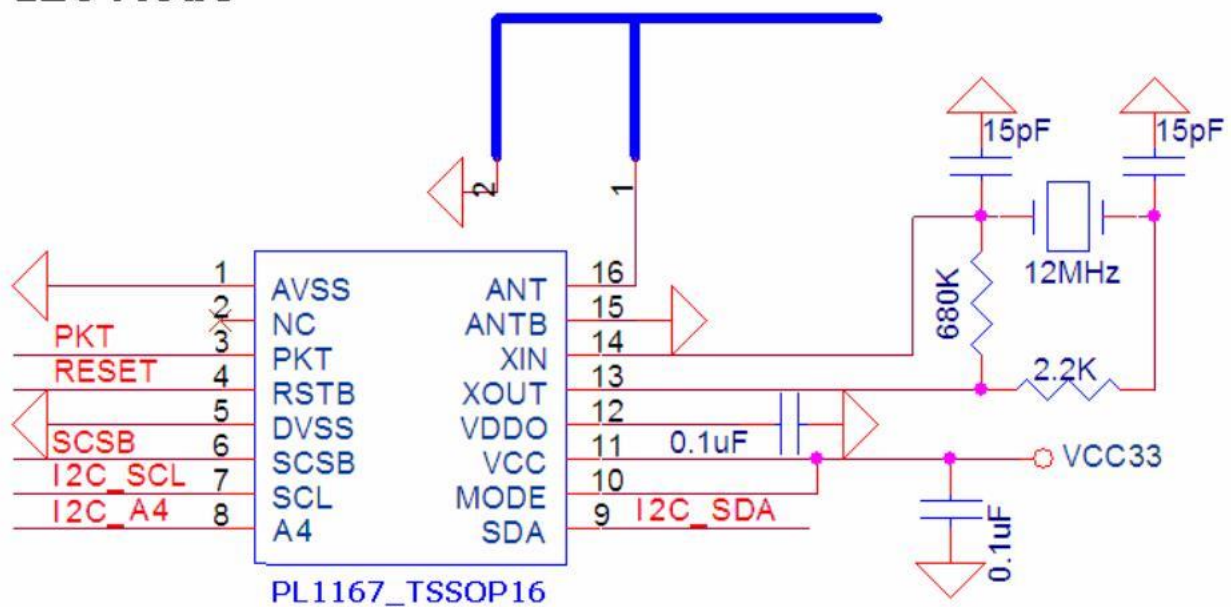 15pF
15pF
2
1
12MHz
680K
2.2K
1
AVSS
ANT
16
2
NC
ANTB
15
PKT
3
PKT
XIN
14
RESET
4
RSTB
XOUT
13
5
DVSS
VDDO
12
0.1uF
SCSB
6
SCSB
VCC
11
VCC33
I2C_SCL
7
SCL
MODE
10
I2C_A4
8
A4
SDA
9
I2C_SDA
0.1uF
PL1167_TSSOP16